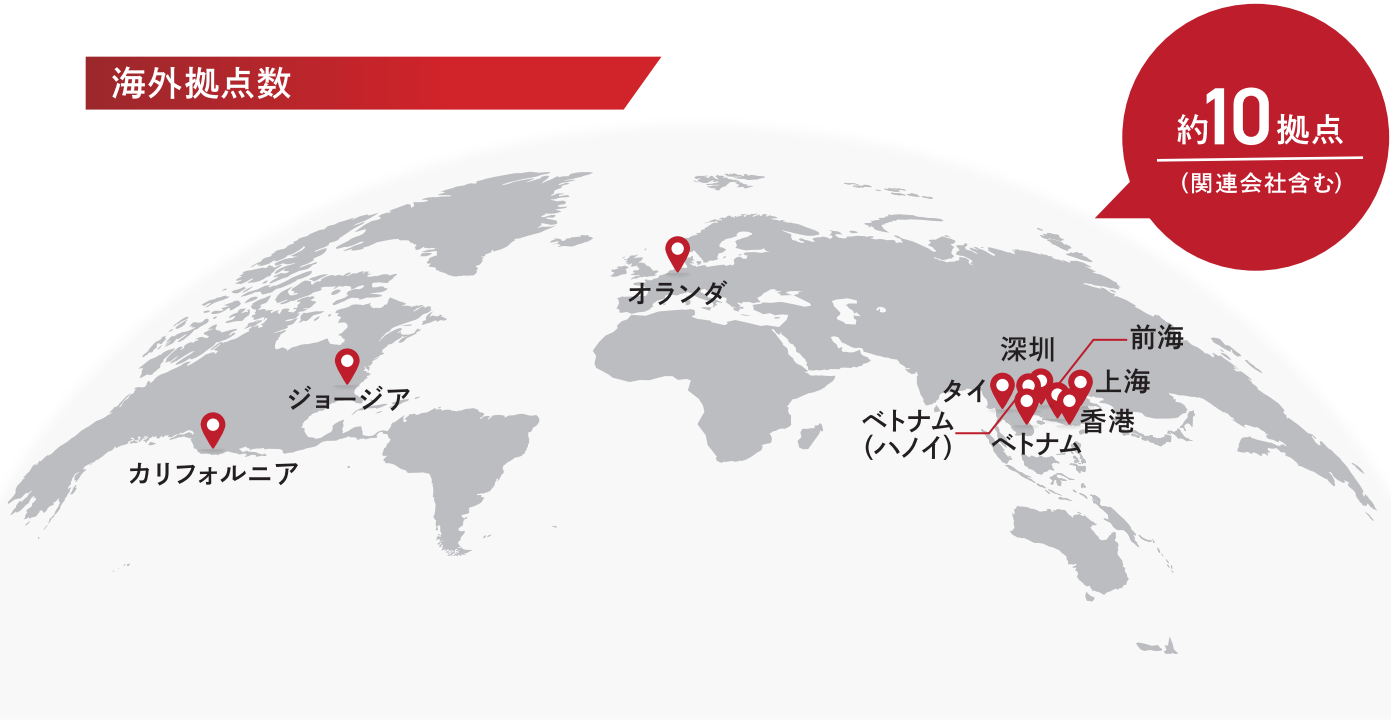 海外拠点数
約10拠点
(関連会社含む)
オランダ
ジョージア
カリフォルニア
深圳
前海
タイ
上海
ベトナム
(ハノイ)
香港
ベトナム